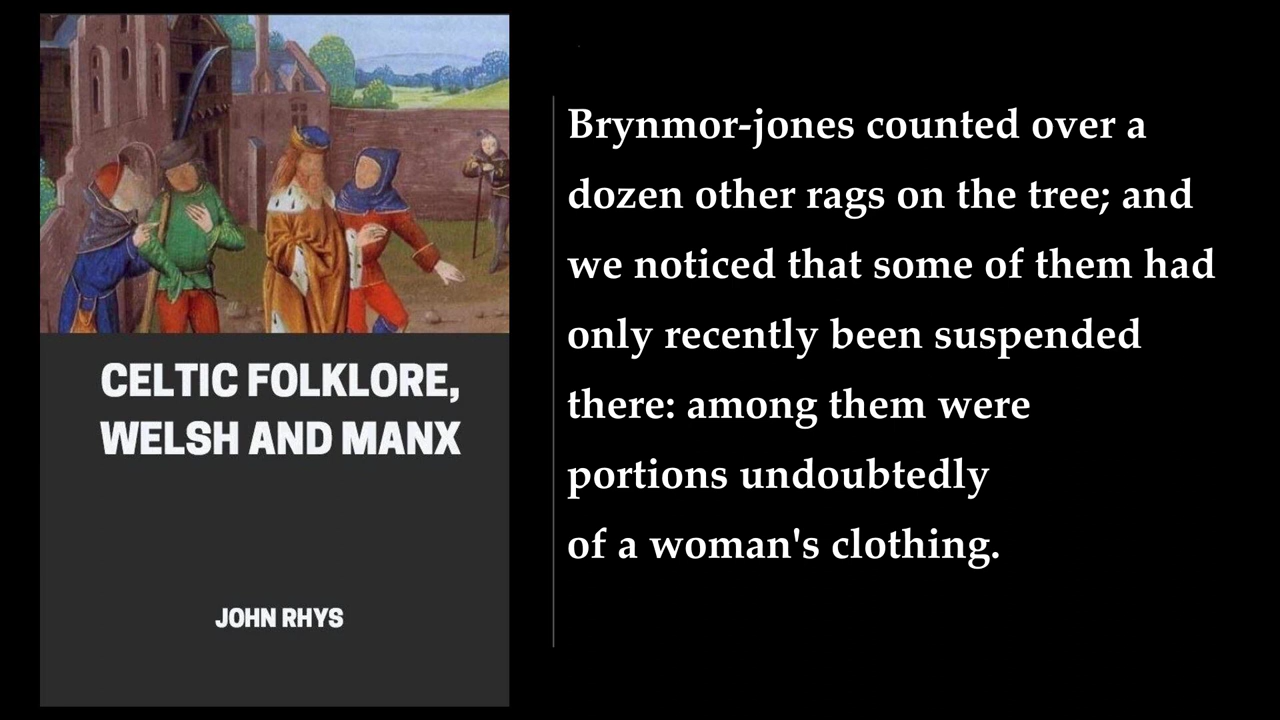 CELTIC FOLKLORE,
WELSH AND MANX
JOHN RHYS
Brynmor-jones counted over a
dozen other rags on the tree; and
we noticed that some of them had
only recently been suspended
there: among them were
portions undoubtedly
of a woman's clothing.